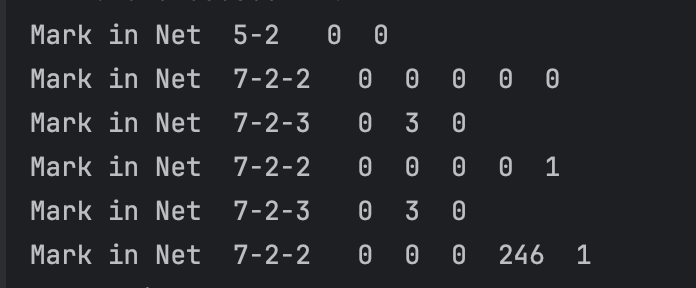 Mark in Net  5-2   0  0
Mark in Net  7-2-2   0  0  0  0  0
Mark in Net  7-2-3   0  3  0
Mark in Net  7-2-2   0  0  0  0  1
Mark in Net  7-2-3   0  3  0
Mark in Net  7-2-2   0  0  0  246  1